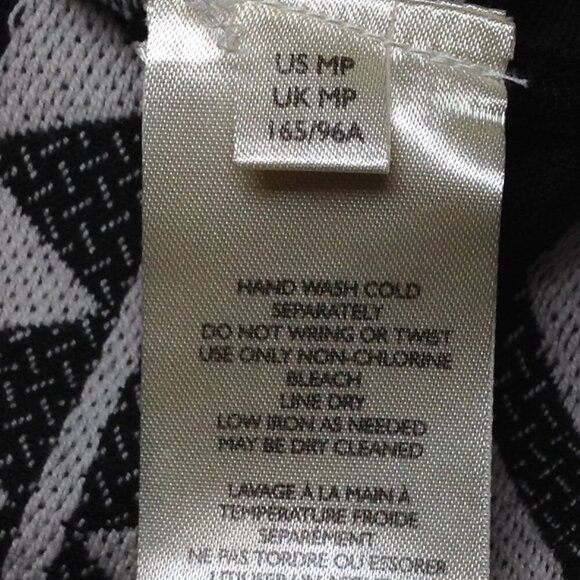 US MP
UK MP
165/96A
HAND WASH COLD
SEPARATELY
DO NOT WRING OR TWIST
USE ONLY NON-CHLORINE
BLEACH
LINE DRY
LOW IRON AS NEEDED
MAY BE DRY CLEANED
LAVAGE À LA MAIN À
TEMPÉRATURE FROIDE
SÉPARÉMENT
NE PAS TORDRE OU ESSORER